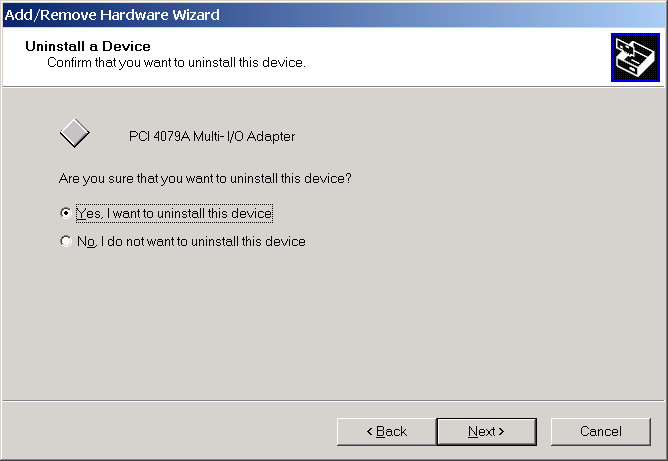 Add/Remove Hardware Wizard
Uninstall a Device
Confirm that you want to uninstall this device.
PCI 4079A Multi-I/O Adapter
Are you sure that you want to uninstall this device?
Yes, I want to uninstall this device
No, I do not want to uninstall this device
< Back
Next >
Cancel